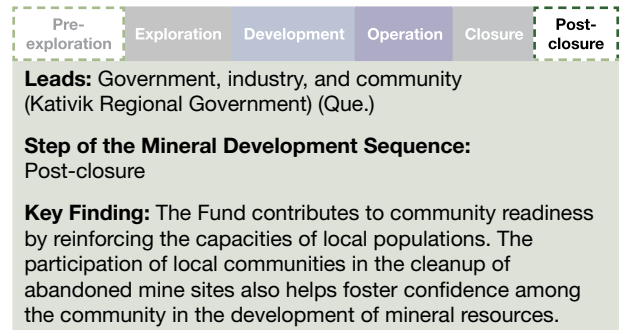 Pre-
exploration
Exploration
Development
Operation
Closure
Post-
closure
Leads: Government, industry, and community
(Kativik Regional Government) (Que.)
Step of the Mineral Development Sequence:
Post-closure
Key Finding: The Fund contributes to community readiness
by reinforcing the capacities of local populations. The
participation of local communities in the cleanup of
abandoned mine sites also helps foster confidence among
the community in the development of mineral resources.